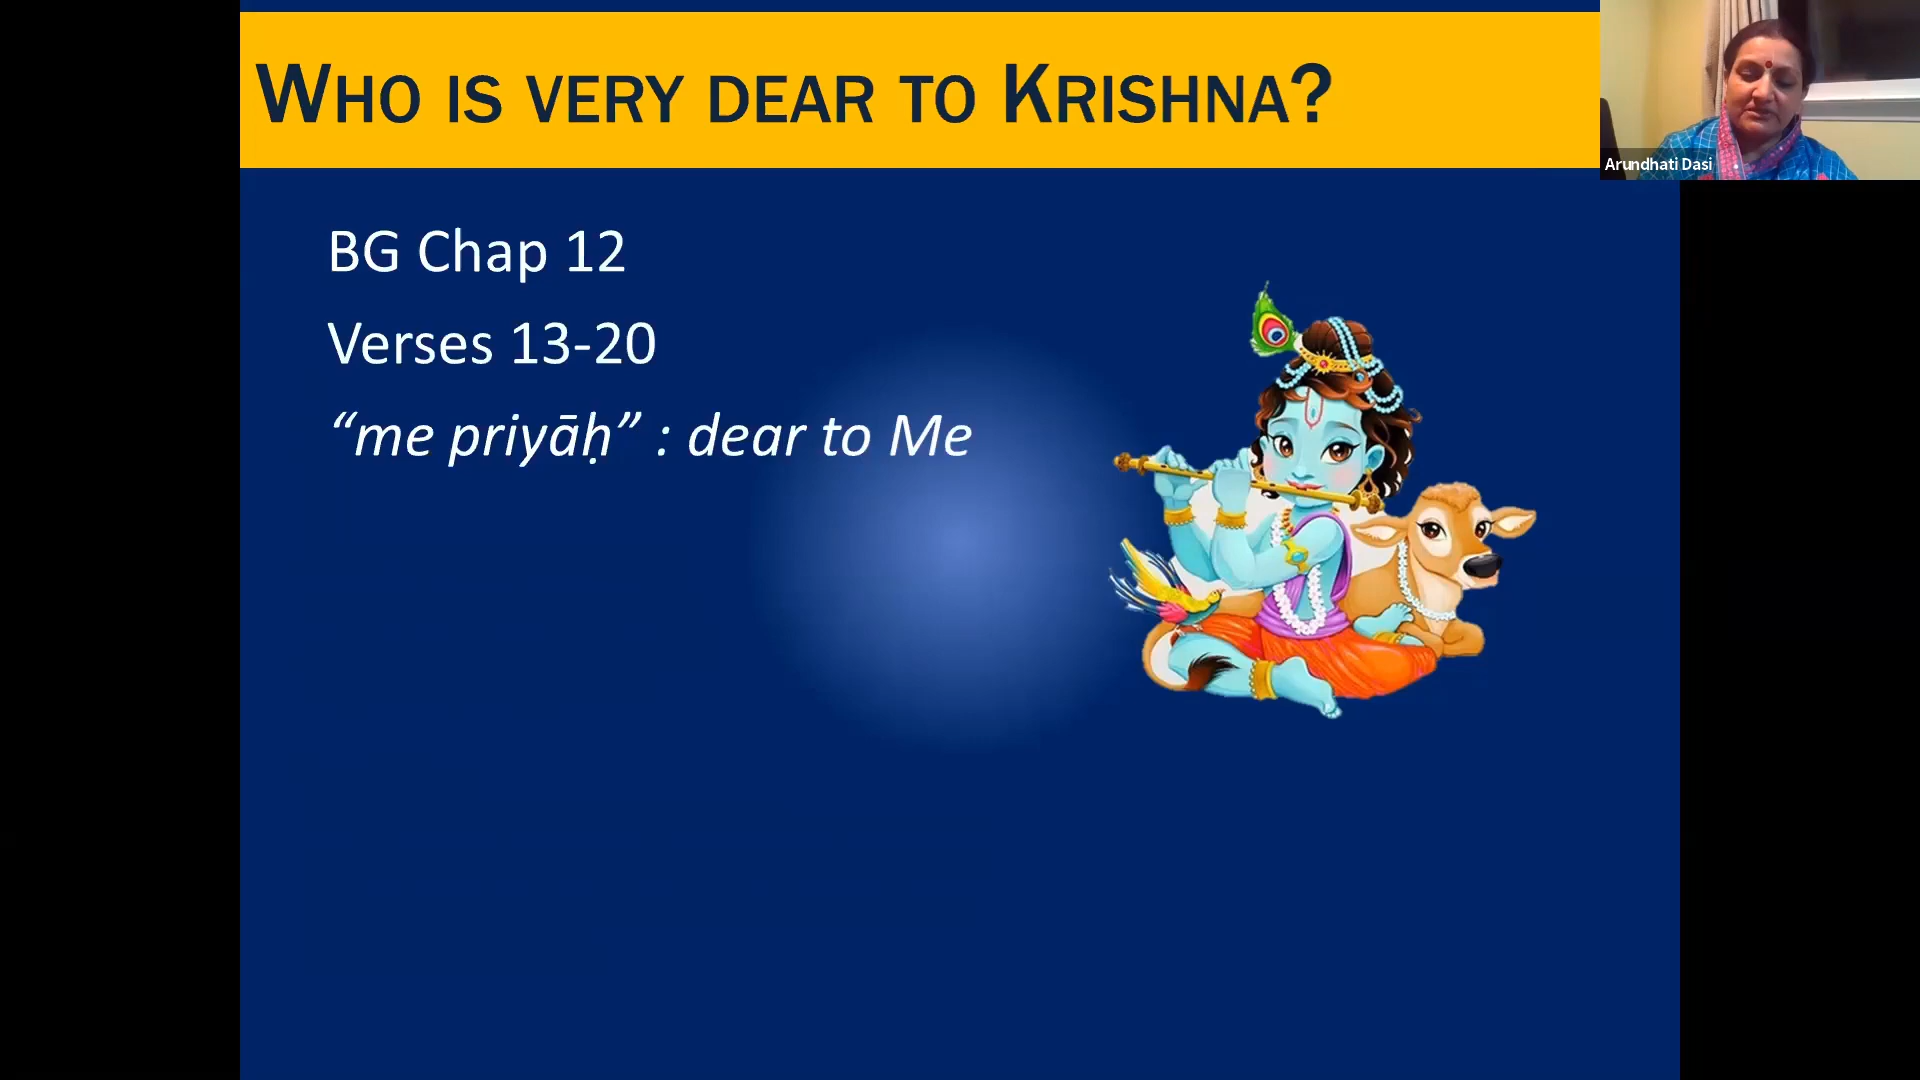 WHO IS VERY DEAR TO KRISHNA?
Arundhati Dasi
BG Chap 12
Verses 13-20
“me priyāḥ” : dear to Me